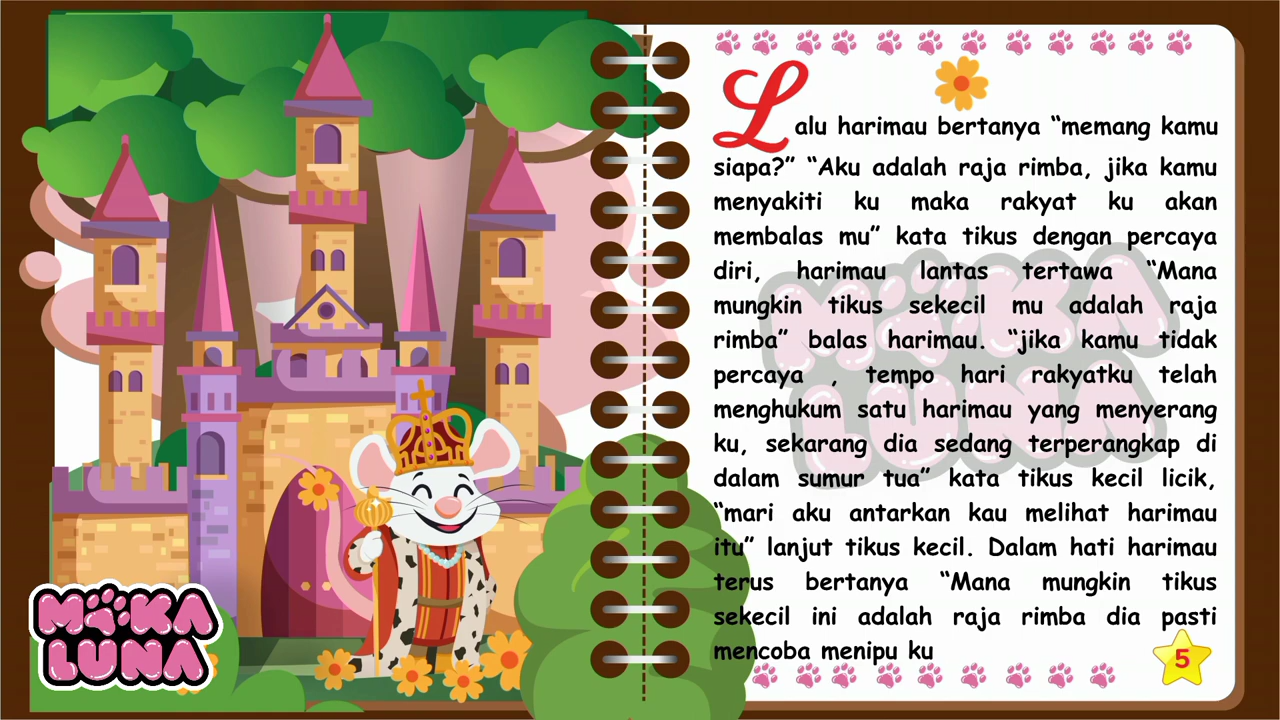 Lalu harimau bertanya “memang kamu
siapa?” “Aku adalah raja rimba, jika kamu
menyakiti ku maka rakyat ku akan
membalas mu” kata tikus dengan percaya
diri, harimau lantas tertawa “Mana
mungkin tikus sekecil mu adalah raja
rimba” balas harimau. “jika kamu tidak
percaya , tempo hari rakyatku telah
menghukum satu harimau yang menyerang
ku, sekarang dia sedang terperangkap di
dalam sumur tua” kata tikus kecil licik,
“mari aku antarkan kau melihat harimau
itu” lanjut tikus kecil. Dalam hati harimau
terus bertanya “Mana mungkin tikus
sekecil ini adalah raja rimba dia pasti
mencoba menipu ku
5
MOKA
LUNA
MOKA
LUNA